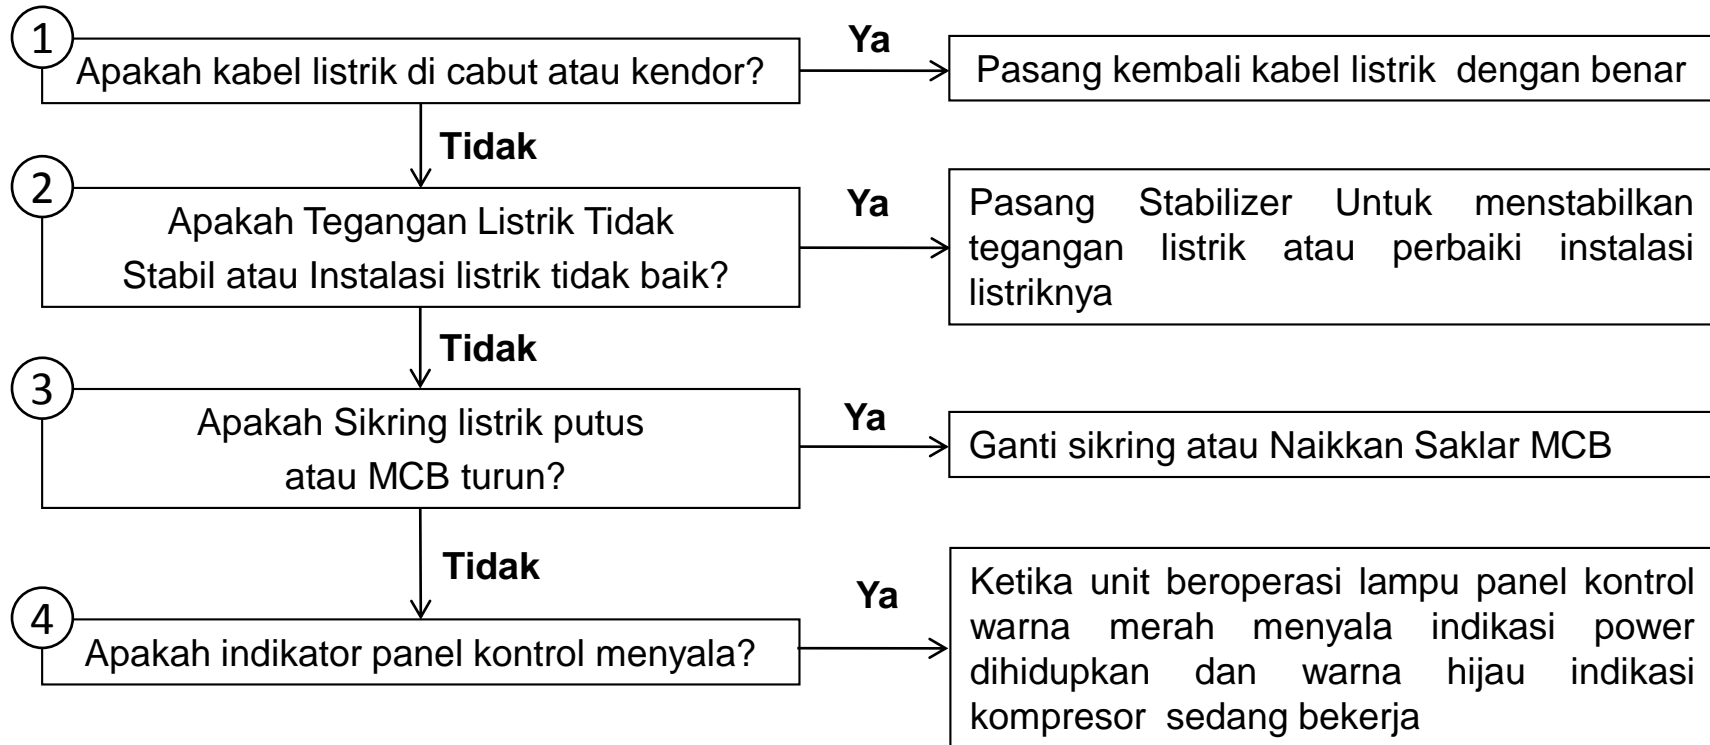 1
Apakah kabel listrik di cabut atau kendor?
Ya
Pasang kembali kabel listrik dengan benar
Tidak
2
Apakah Tegangan Listrik Tidak
Stabil atau Instalasi listrik tidak baik?
Ya
Pasang Stabilizer Untuk menstabilkan
tegangan listrik atau perbaiki instalasi
listriknya
Tidak
3
Apakah Sikring listrik putus
atau MCB turun?
Ya
Ganti sikring atau Naikkan Saklar MCB
Tidak
4
Apakah indikator panel kontrol menyala?
Ya
Ketika unit beroperasi lampu panel kontrol
warna merah menyala indikasi power
dihidupkan dan warna hijau indikasi
kompresor sedang bekerja